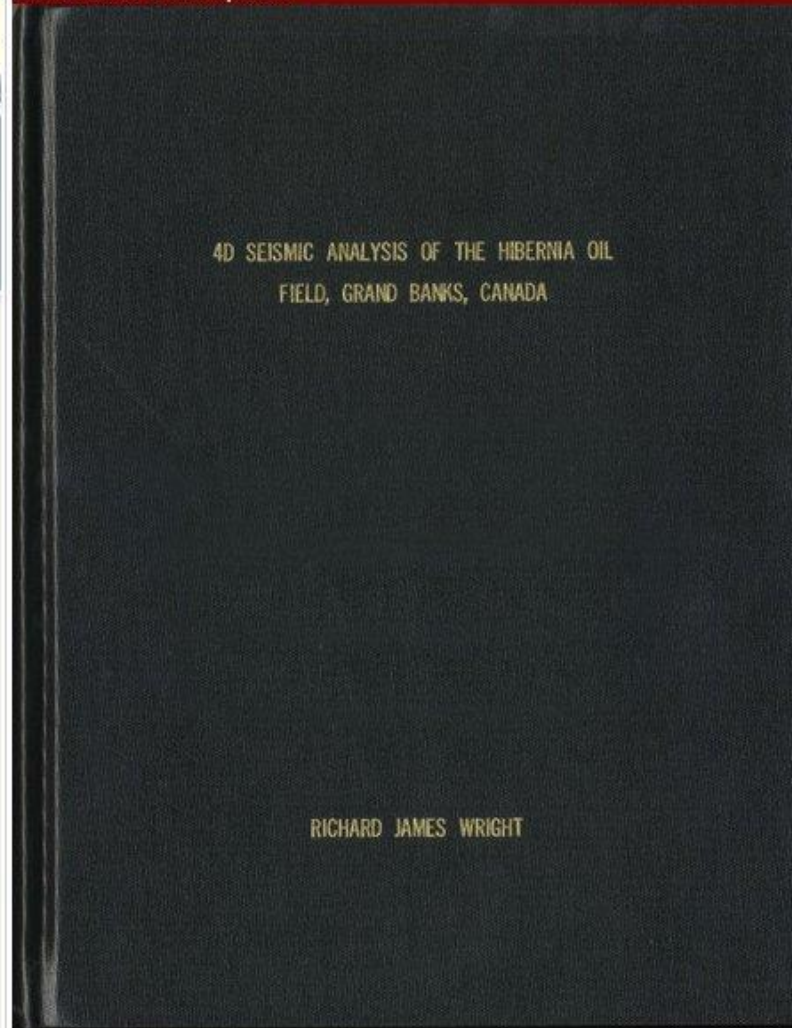 4D SEISMIC ANALYSIS OF THE HIBERNIA OIL
FIELD, GRAND BANKS, CANADA
RICHARD JAMES WRIGHT